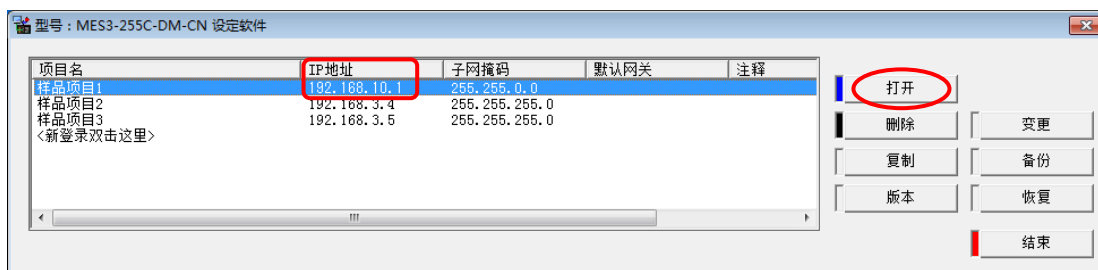 型号：MES3-255C-DM-CN 设定软件
项目名 IP地址 子网掩码 默认网关 注释
样品项目1 192.168.10.1 255.255.0.0
样品项目2 192.168.3.4 255.255.255.0
样品项目3 192.168.3.5 255.255.255.0
<新登录双击这里>
打开
删除 变更
复制 备份
版本 恢复
结束